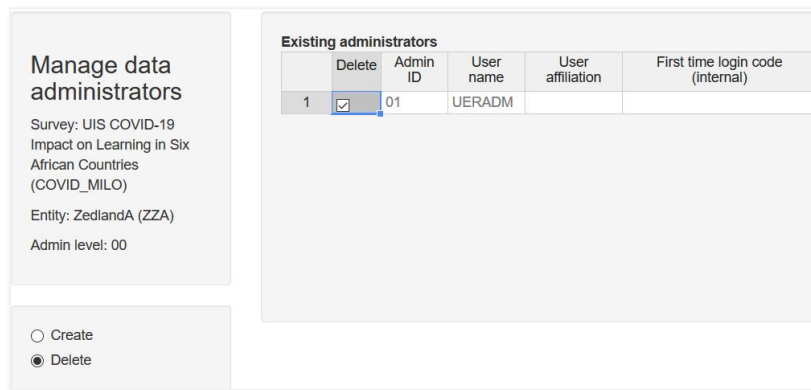 Manage data
administrators
Survey: UIS COVID-19
Impact on Learning in Six
African Countries
(COVID_MILO)
Entity: ZedlandA (ZZA)
Admin level: 00
Create
Delete
Existing administrators
Delete Admin ID User name User affiliation First time login code (internal)
1 01 UERADM